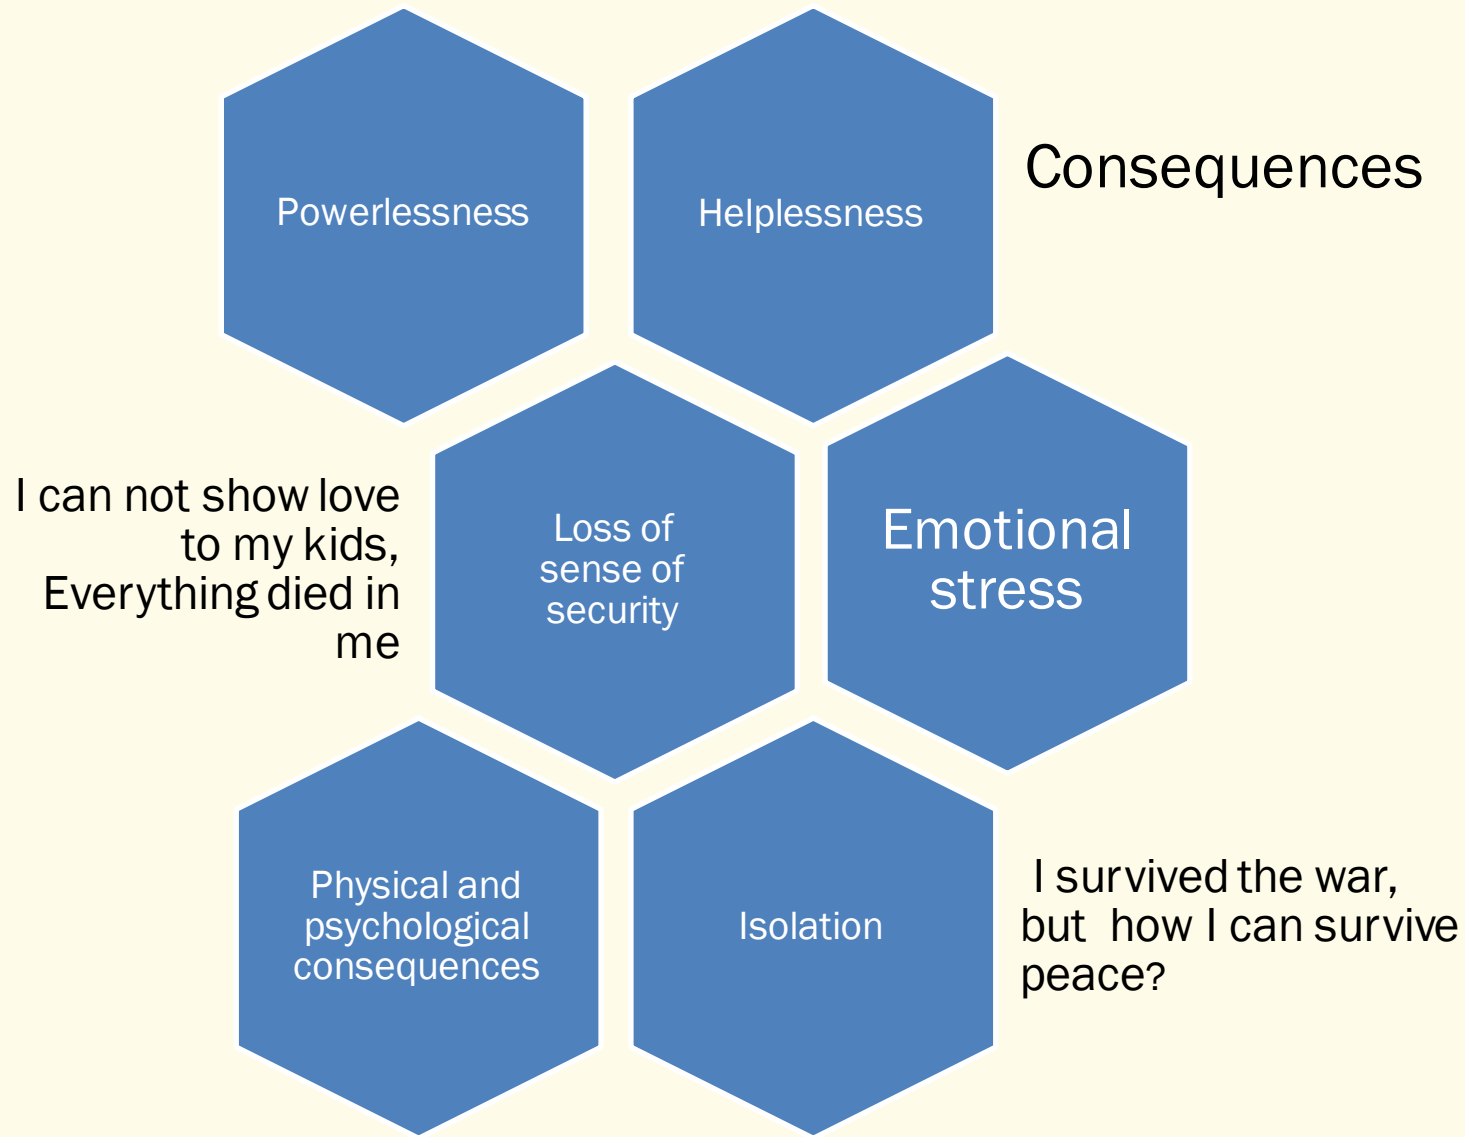 Consequences
Powerlessness
Helplessness
I can not show love
to my kids,
Everything died in
me
Loss of
sense of
security
Emotional
stress
Physical and
psychological
consequences
Isolation
I survived the war,
but  how I can survive
peace?